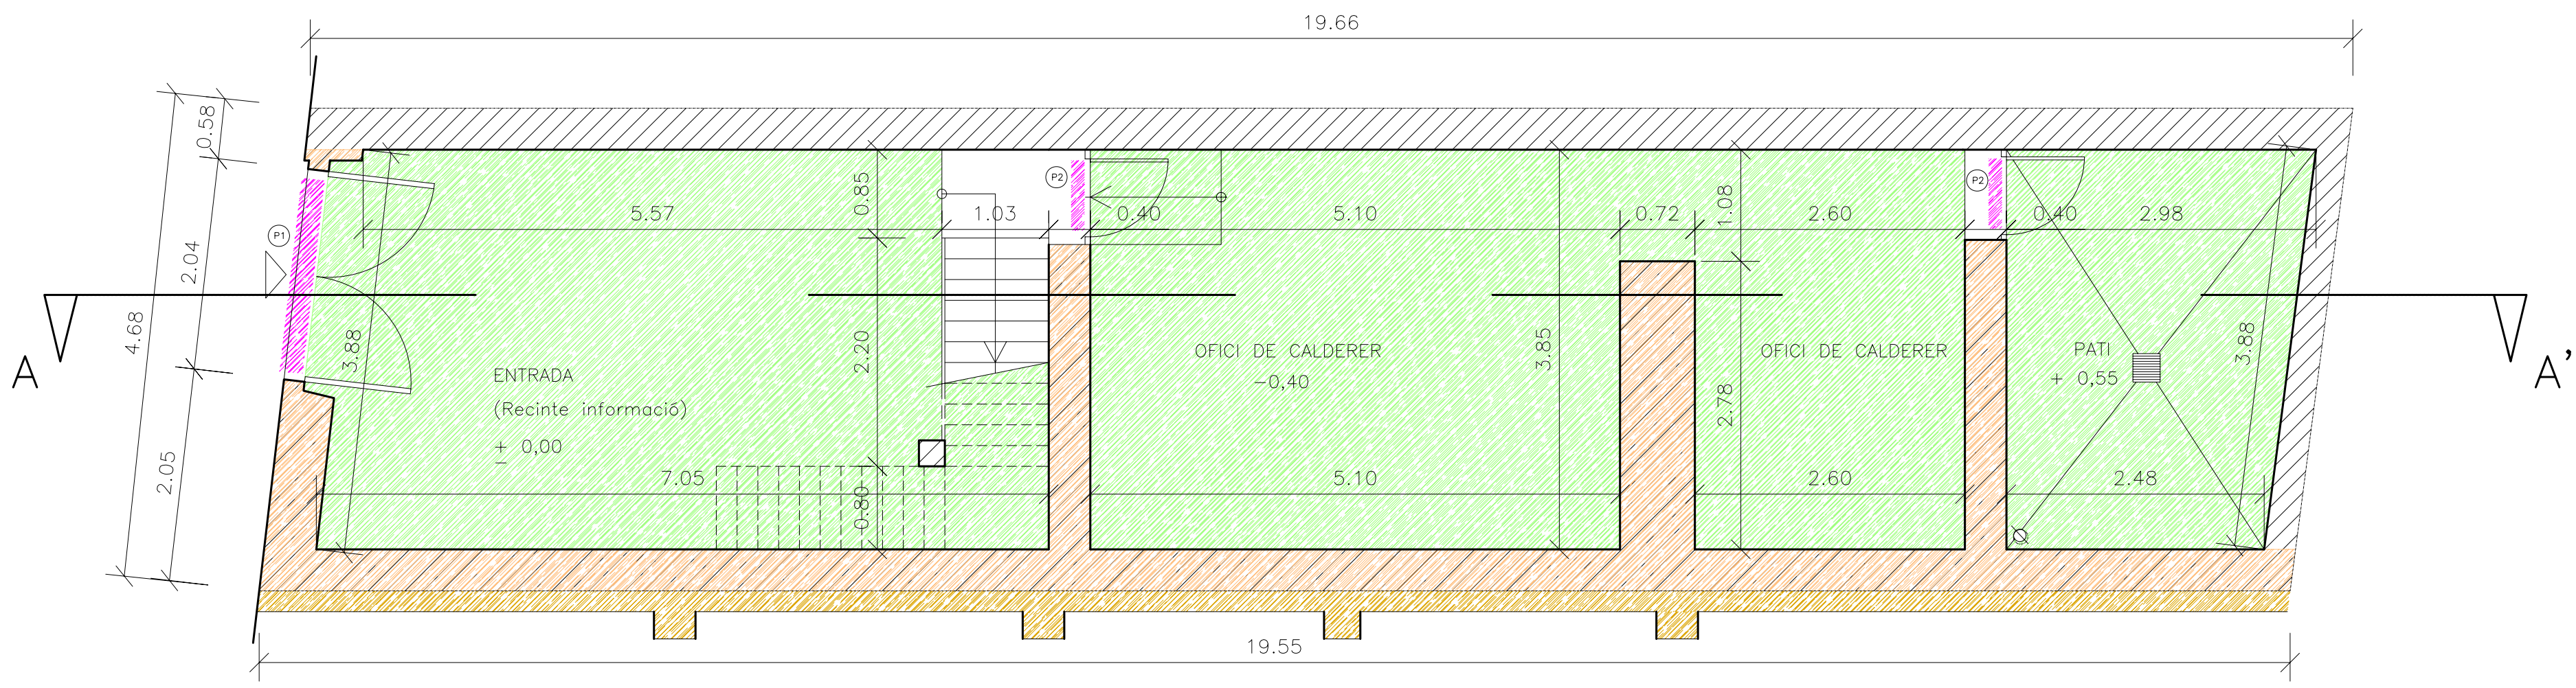 19.66
0.58
2.04
4.68
2.05
P1
5.57
0.85
1.03
P2
0.40
5.10
0.72
1.08
2.60
P2
0.40
2.98
3.88
2.20
3.85
3.88
A
A'
ENTRADA
(Recinte informació)
± 0,00
OFICI DE CALDERER
-0,40
OFICI DE CALDERER
PATI
+ 0,55
2.78
7.05
0.80
5.10
2.60
2.48
19.55